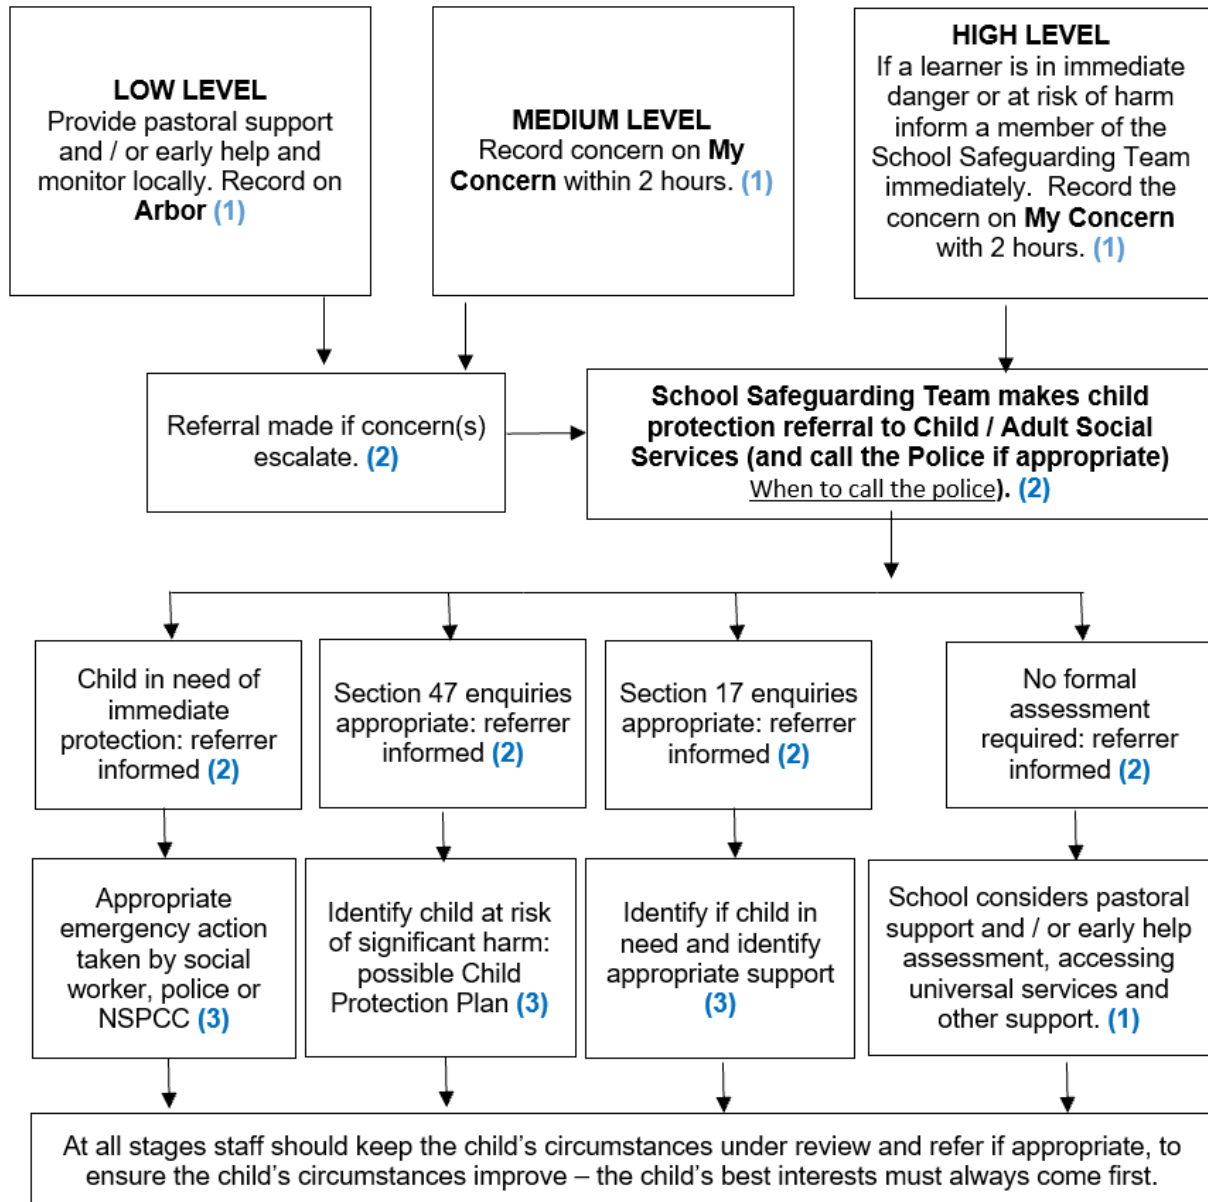 LOW LEVEL
Provide pastoral support
and / or early help and
monitor locally. Record on
Arbor (1)
MEDIUM LEVEL
Record concern on My
Concern within 2 hours. (1)
HIGH LEVEL
If a learner is in immediate
danger or at risk of harm
inform a member of the
School Safeguarding Team
immediately.  Record the
concern on My Concern
with 2 hours. (1)
Referral made if concern(s)
escalate. (2)
School Safeguarding Team makes child
protection referral to Child / Adult Social
Services (and call the Police if appropriate)
When to call the police). (2)
Child in need of
immediate
protection: referrer
informed (2)
Section 47 enquiries
appropriate: referrer
informed (2)
Section 17 enquiries
appropriate: referrer
informed (2)
No formal
assessment
required: referrer
informed (2)
Appropriate
emergency action
taken by social
worker, police or
NSPCC (3)
Identify child at risk
of significant harm:
possible Child
Protection Plan (3)
Identify if child in
need and identify
appropriate support
(3)
School considers pastoral
support and / or early help
assessment, accessing
universal services and
other support. (1)
At all stages staff should keep the child’s circumstances under review and refer if appropriate, to
ensure the child’s circumstances improve – the child’s best interests must always come first.